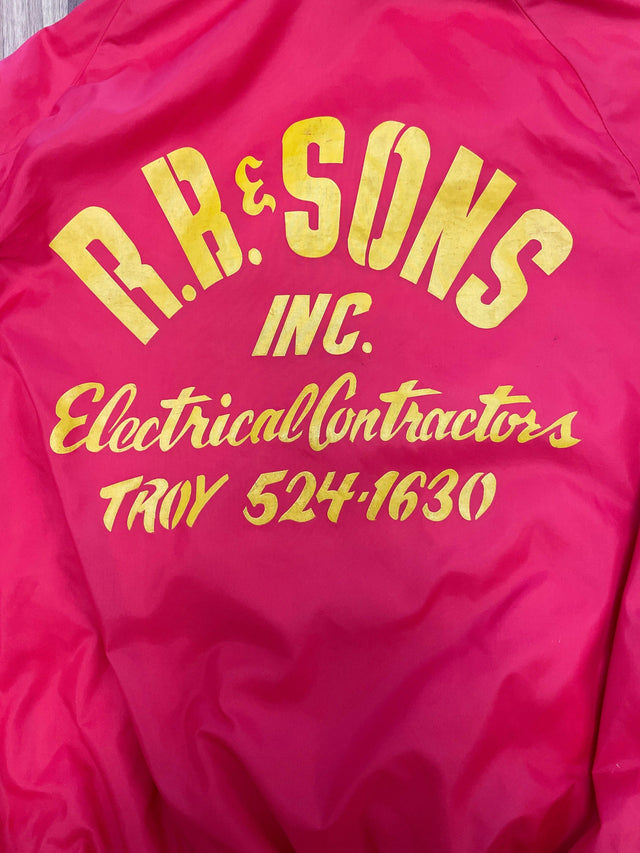 R.B. & SONS
INC.
Electrical Contractors
TROY 524-1630